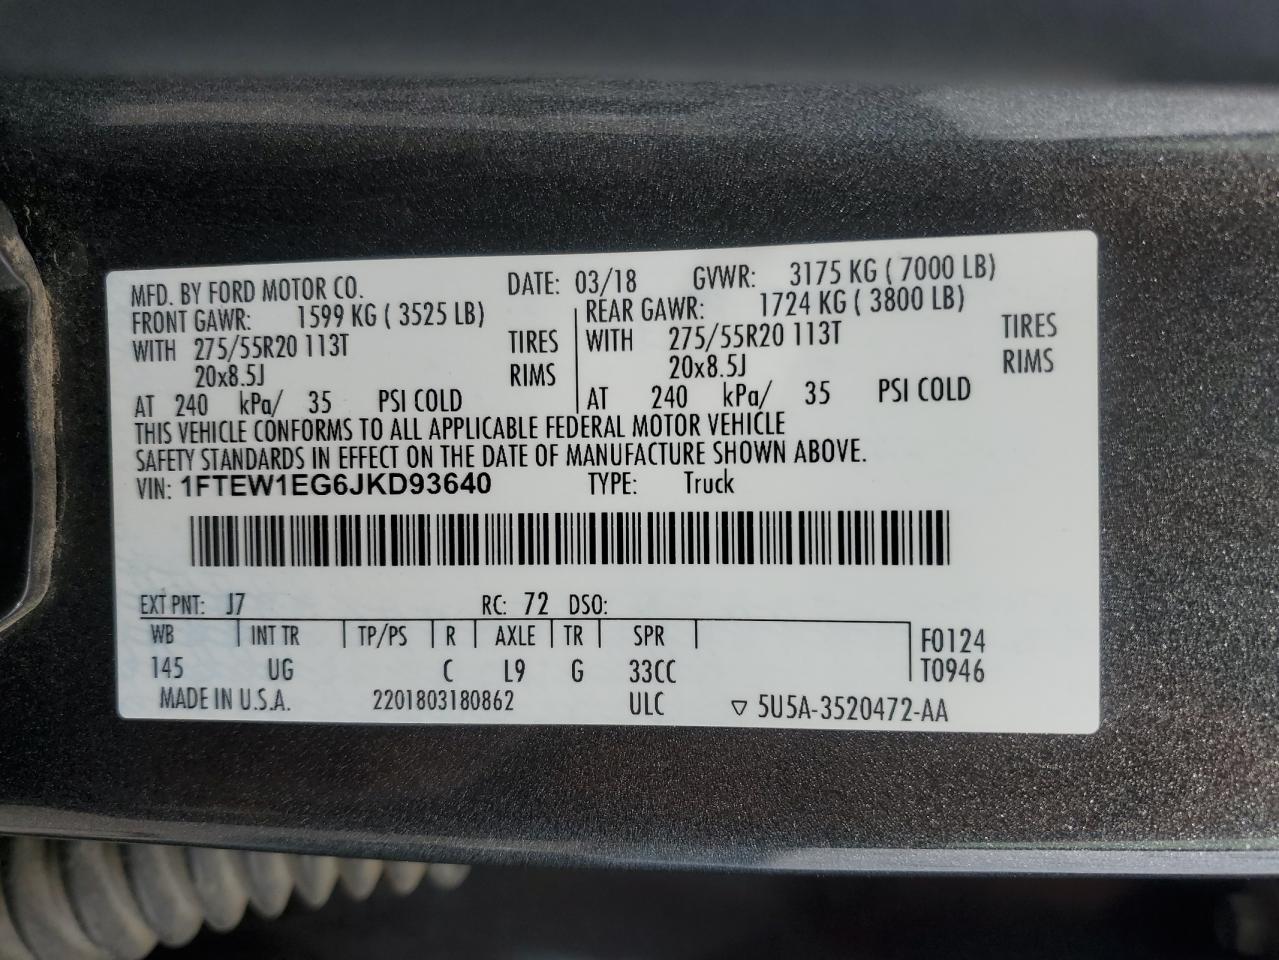 MFD. BY FORD MOTOR CO. DATE: 03/18 GVWR: 3175 KG ( 7000 LB)
FRONT GAWR: 1599 KG ( 3525 LB) REAR GAWR: 1724 KG ( 3800 LB)
WITH 275/55R20 113T TIRES WITH 275/55R20 113T TIRES
20x8.5J RIMS 20x8.5J RIMS
AT 240 kPa/ 35 PSI COLD AT 240 kPa/ 35 PSI COLD
THIS VEHICLE CONFORMS TO ALL APPLICABLE FEDERAL MOTOR VEHICLE
SAFETY STANDARDS IN EFFECT ON THE DATE OF MANUFACTURE SHOWN ABOVE.
VIN: 1FTEW1EG6JKD93640 TYPE: Truck
EXT PNT: J7 RC: 72 DSO:
WB INT TR TP/PS R AXLE TR SPR F0124
145 UG C L9 G 33CC T0946
MADE IN U.S.A. 2201803180862 ULC ▽ 5U5A-3520472-AA